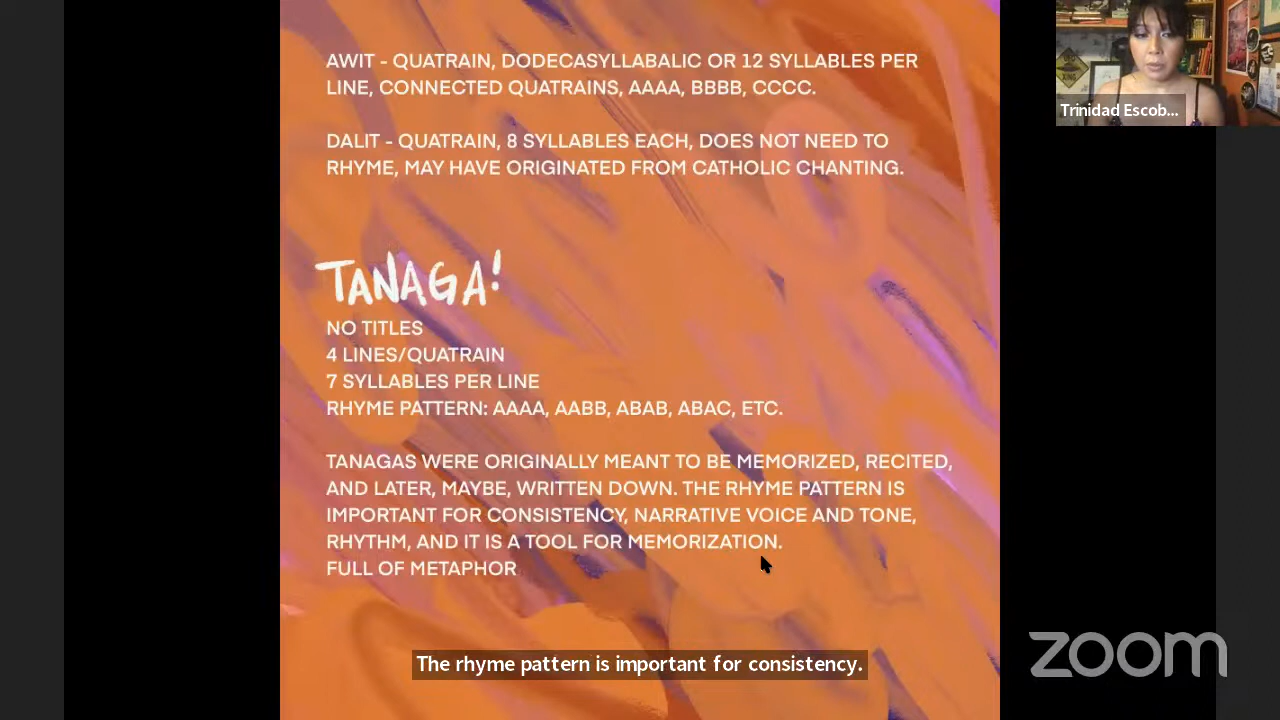 AWIT - QUATRAIN, DODECASYLLABALIC OR 12 SYLLABLES PER
LINE, CONNECTED QUATRAINS, AAAA, BBBB, CCCC.
DALIT - QUATRAIN, 8 SYLLABLES EACH, DOES NOT NEED TO
RHYME, MAY HAVE ORIGINATED FROM CATHOLIC CHANTING.
TANAGA!
NO TITLES
4 LINES/QUATRAIN
7 SYLLABLES PER LINE
RHYME PATTERN: AAAA, AABB, ABAB, ABAC, ETC.
TANAGAS WERE ORIGINALLY MEANT TO BE MEMORIZED, RECITED,
AND LATER, MAYBE, WRITTEN DOWN. THE RHYME PATTERN IS
IMPORTANT FOR CONSISTENCY, NARRATIVE VOICE AND TONE,
RHYTHM, AND IT IS A TOOL FOR MEMORIZATION.
FULL OF METAPHOR
The rhyme pattern is important for consistency.
Trinidad Escob...
zoom